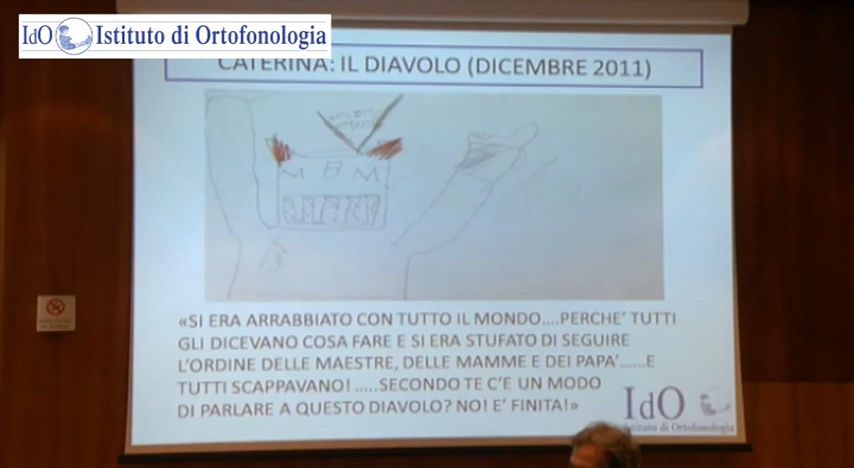 IdO Istituto di Ortofonologia
CATERINA: IL DIAVOLO (DICEMBRE 2011)
M M
«SI ERA ARRABBIATO CON TUTTO IL MONDO....PERCHE' TUTTI
GLI DICEVANO COSA FARE E SI ERA STUFATO DI SEGUIRE
L'ORDINE DELLE MAESTRE, DELLE MAMME E DEI PAPA'......E
TUTTI SCAPPAVANO! .....SECONDO TE C'E UN MODO
DI PARLARE A QUESTO DIAVOLO? NO! E' FINITA!»
IdO
Istituto di Ortofonologia